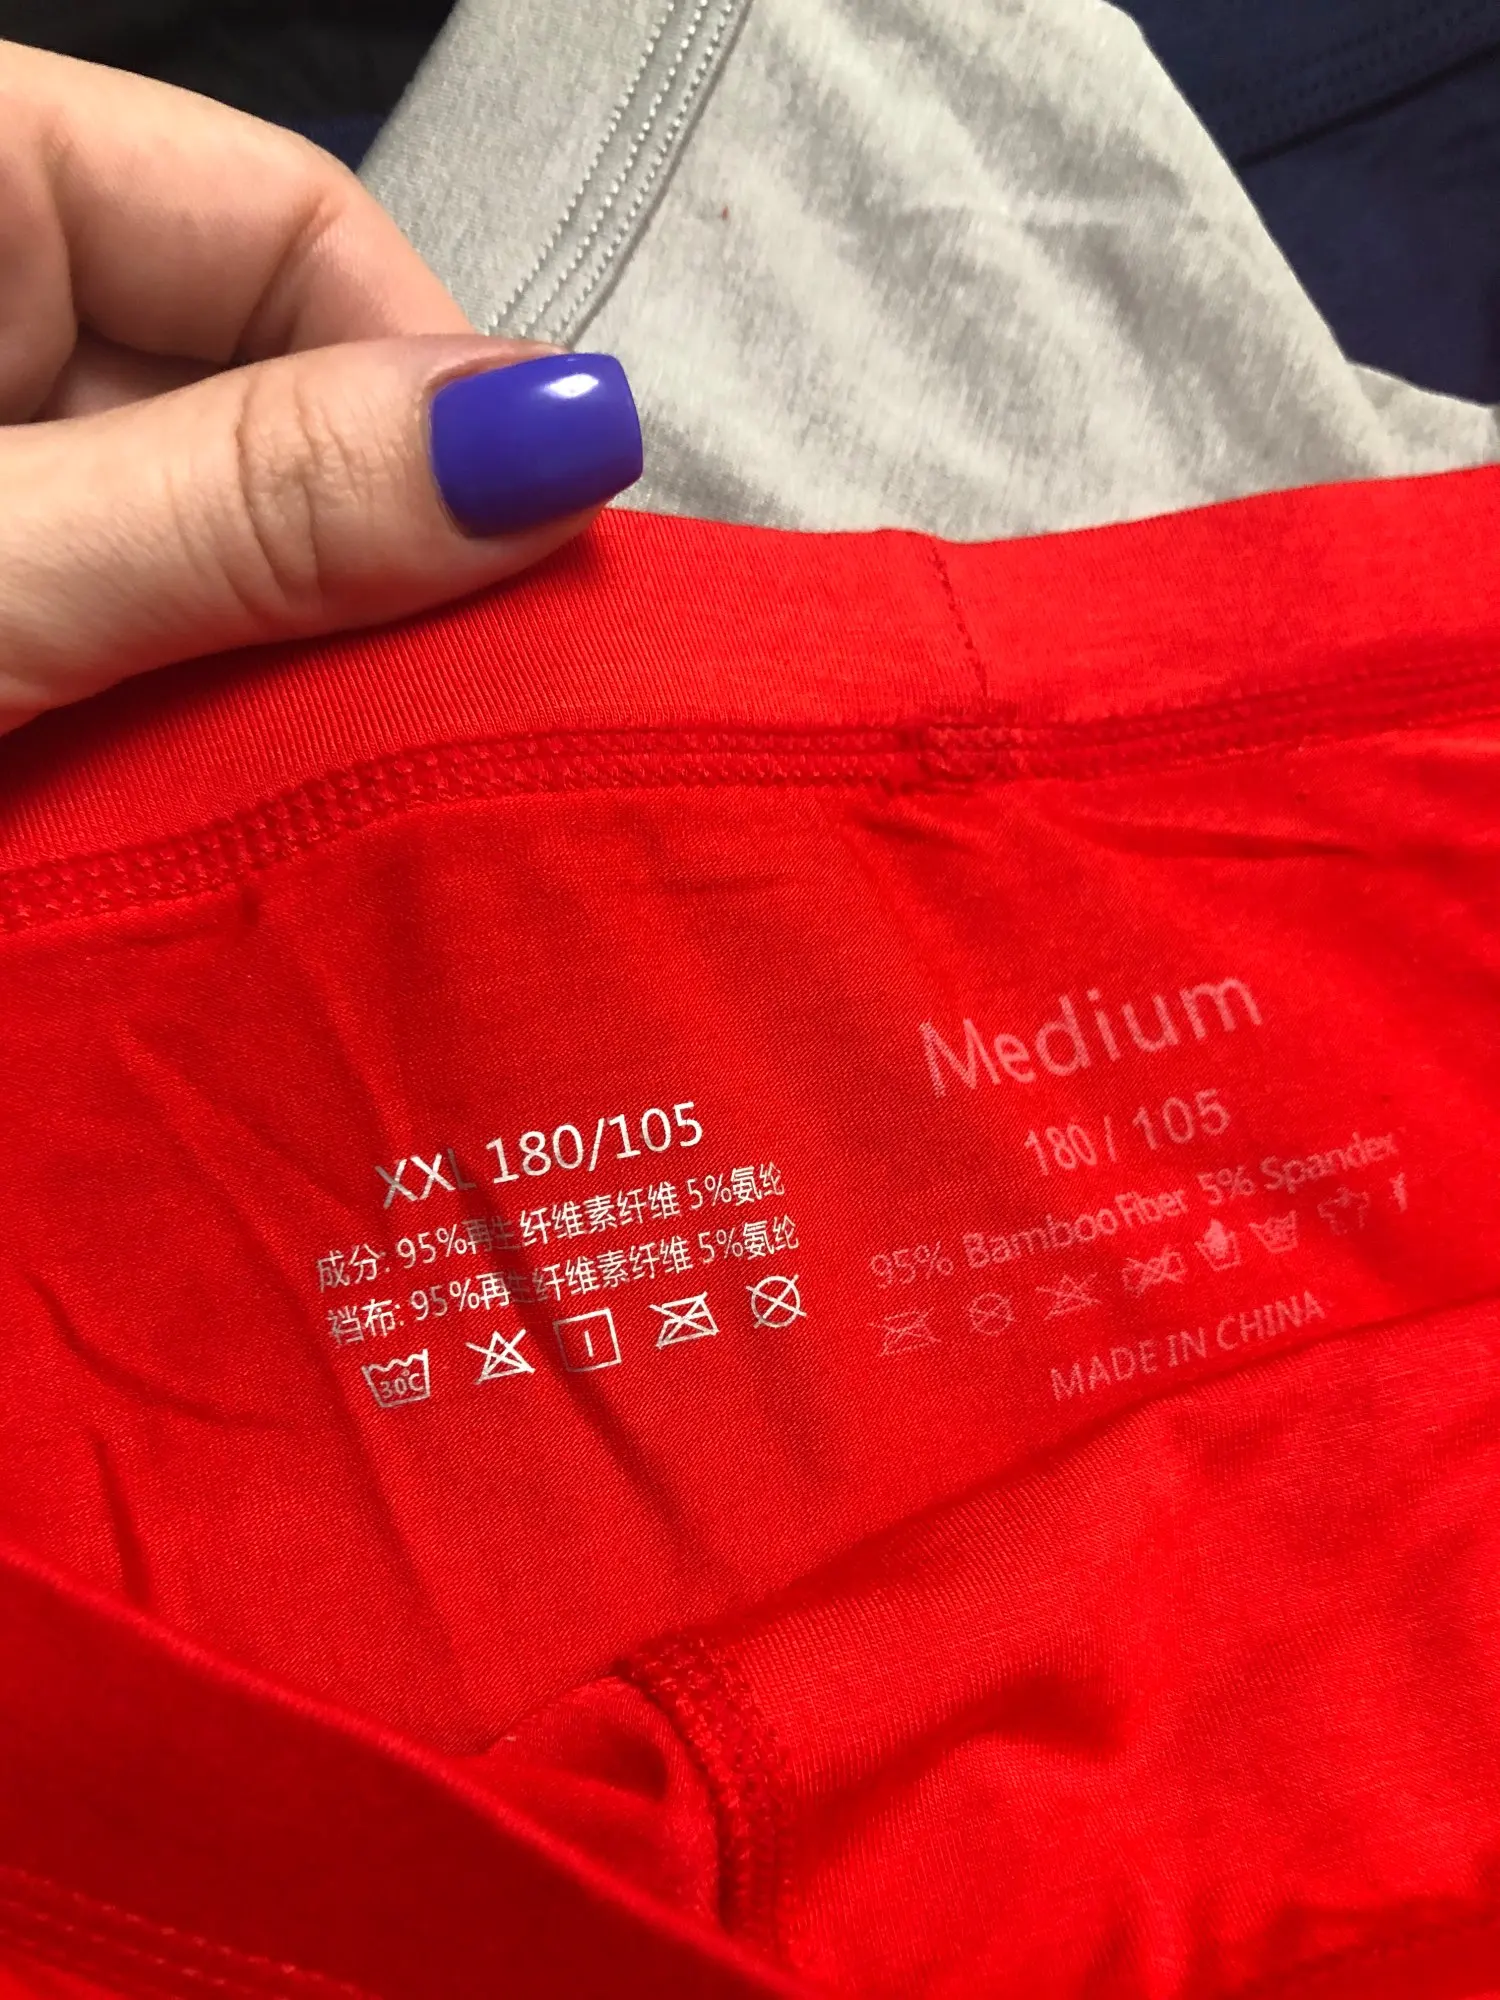 XXL 180/105
成分: 95%再生纤维素纤维 5%氨纶
裆布: 95%再生纤维素纤维 5%氨纶
30℃
Medium
180/105
95% Bamboo Fiber 5% Spandex
MADE IN CHINA